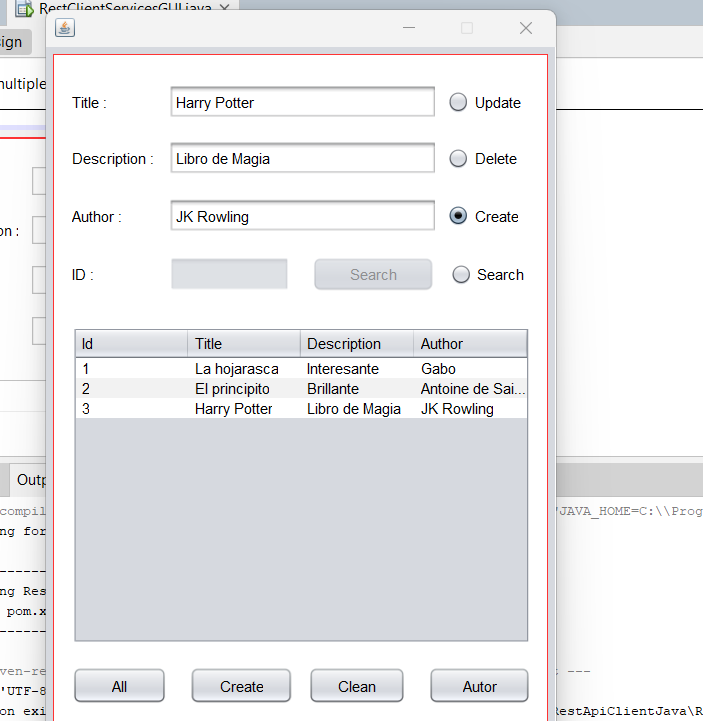 RestClientServicesGUI.java
sign
multiple
Title :
Harry Potter
Update
Description :
Libro de Magia
Delete
Author :
JK Rowling
Create
on :
ID :
Search
Search
Id Title Description Author
1 La hojarasca Interesante Gabo
2 El principito Brillante Antoine de Sai...
3 Harry Potter Libro de Magia JK Rowling
Outp
compil
JAVA_HOME=C:\\Prog
ng for
ng Res
pom.x
ven-re
---
'UTF-8
on exi
RestApiClientJava\R
All Create Clean Autor